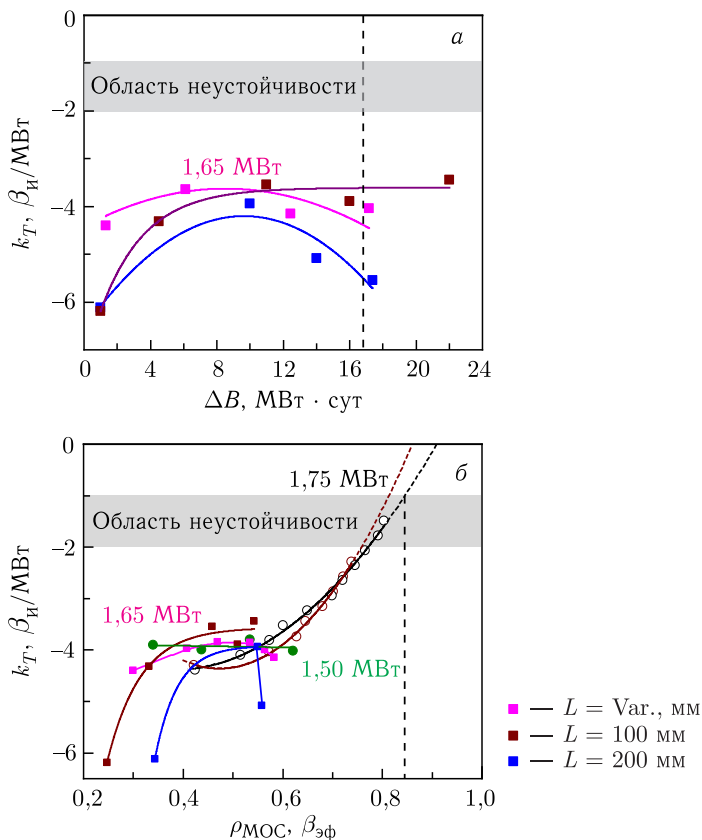 0
а
Область неустойчивости
−2
1,65 МВт
−4
−6
k_T, β_и/МВт
0 4 8 12 16 20 24
ΔB, МВт · сут
0
б
1,75 МВт
Область неустойчивости
−2
1,65 МВт
−4
1,50 МВт
−6
k_T, β_и/МВт
0,2 0,4 0,6 0,8 1,0
ρ_МОС, β_эф
L = Var., мм
L = 100 мм
L = 200 мм